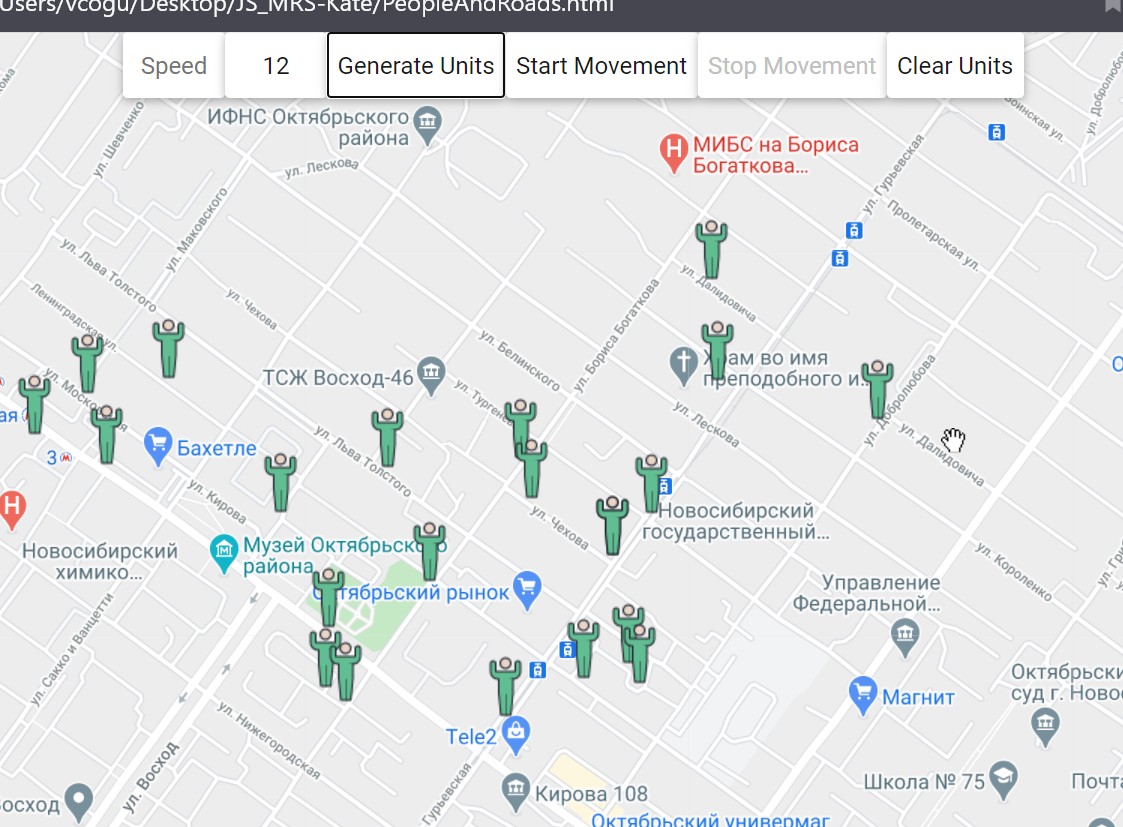 Users/vcogu/Desktop/JS_MRS-Kate/PeopleAndRoads.html
Speed
12
Generate Units
Start Movement
Stop Movement
Clear Units
ИФНС Октябрьского
района
ул. Шевченко
ул. Лескова
МИБС на Бориса
Богаткова...
ул. Гурьевская
Воинская ул.
ул. Добролюбова
Пролетарская ул.
ул. Маковского
ул. Льва Толстого
Ленинградская ул.
ул. Чехова
ул. Далидовича
ул. Бориса Богаткова
ул. Белинского
ТСЖ Восход-46
ул. Тургенева
Храм во имя
преподобного и...
ул. Лескова
ул. Добролюбова
ул. Далидовича
ая
З
Бахетле
ул. Льва Толстого
ул. Кирова
ул. Чехова
Новосибирский
государственный...
Новосибирский
химико...
Музей Октябрьского
района
Октябрьский рынок
ул. Короленко
Управление
Федеральной...
ул. Сакко и Ванцетти
Октябрьски
суд г. Ново
Магнит
ул. Нижегородская
Tele2
ул. Восход
Гурьевская
Кирова 108
Школа № 75
Почта
Восход
Октябрьский универмаг